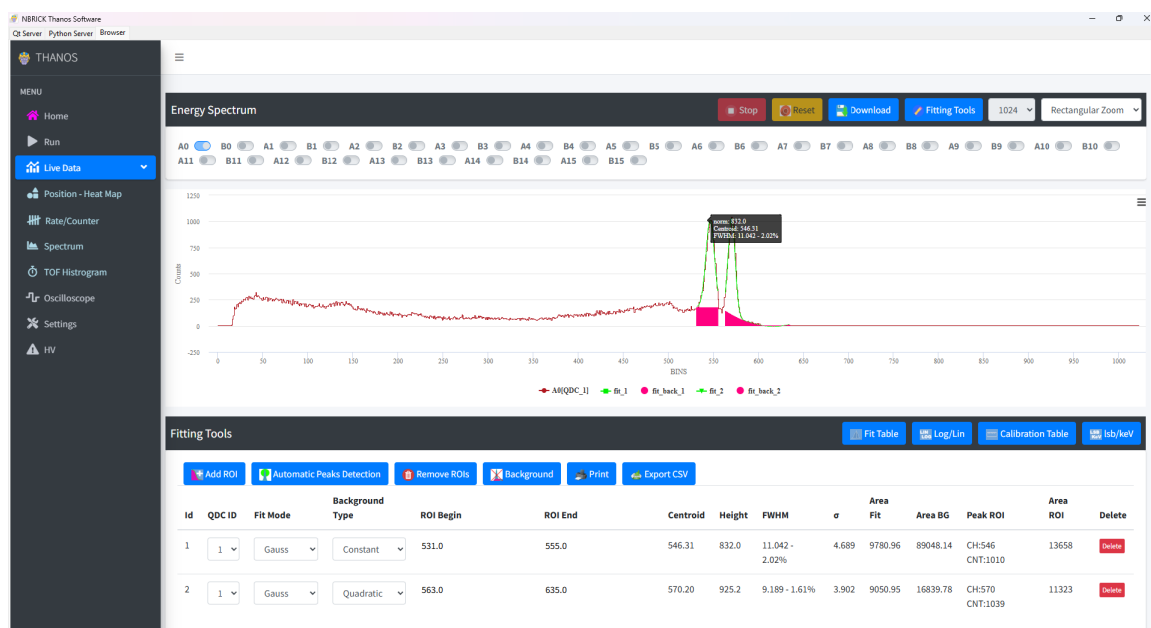 NBRICK Thanos Software
Qt Server Python Server Browser
THANOS
MENU
Home
Run
Live Data
Position - Heat Map
Rate/Counter
Spectrum
TOF Histrogram
Oscilloscope
Settings
HV
Energy Spectrum
Stop Reset Download Fitting Tools 1024 Rectangular Zoom
A0 B0 A1 B1 A2 B2 A3 B3 A4 B4 A5 B5 A6 B6 A7 B7 A8 B8 A9 B9 A10 B10
A11 B11 A12 B12 A13 B13 A14 B14 A15 B15
1250
1000
750
500
250
0
-250
Counts
norm: 832.0
Centroid: 546.31
FWHM: 11.042 - 2.02%
0 50 100 150 200 250 300 350 400 450 500 550 600 650 700 750 800 850 900 950 1000
BINS
A0[QDC_1] fit_1 fit_back_1 fit_2 fit_back_2
Fitting Tools
Fit Table Log/Lin Calibration Table lsb/keV
Add ROI Automatic Peaks Detection Remove ROIs Background Print Export CSV
Id QDC ID Fit Mode Background Type ROI Begin ROI End Centroid Height FWHM σ Area Fit Area BG Peak ROI Area ROI Delete
1 1 Gauss Constant 531.0 555.0 546.31 832.0 11.042 - 2.02% 4.689 9780.96 89048.14 CH:546 CNT:1010 13658 Delete
2 1 Gauss Quadratic 563.0 635.0 570.20 925.2 9.189 - 1.61% 3.902 9050.95 16839.78 CH:570 CNT:1039 11323 Delete